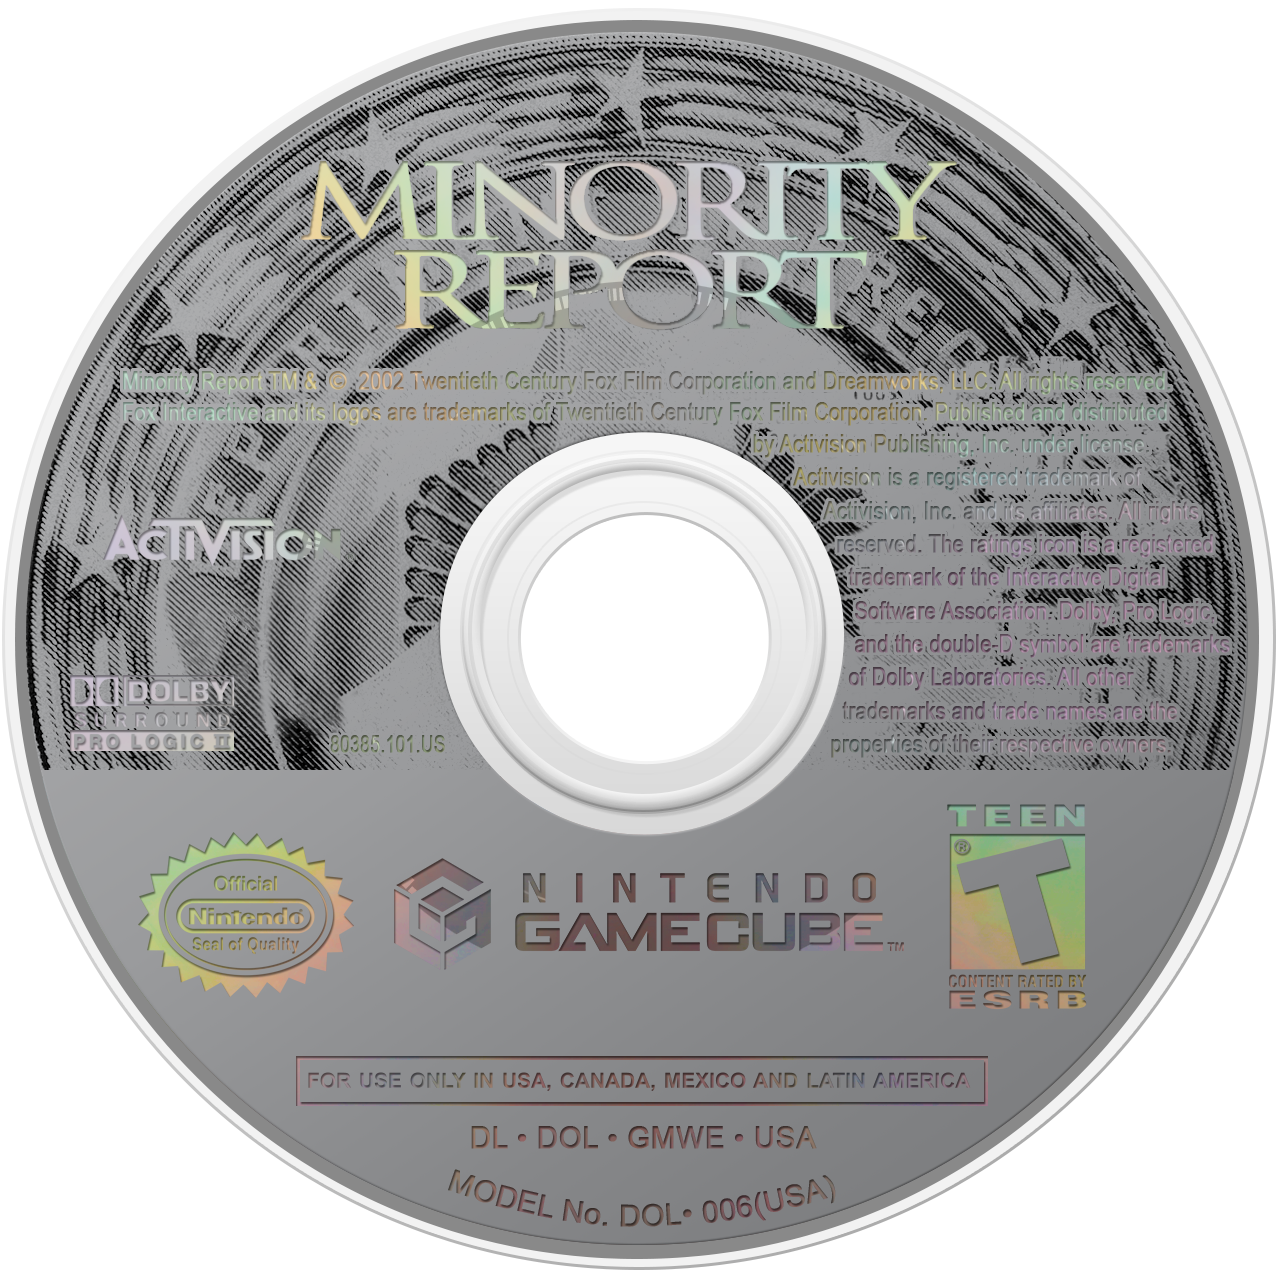 MINORITY
REPORT
Minority Report TM & © 2002 Twentieth Century Fox Film Corporation and Dreamworks, LLC. All rights reserved
Fox Interactive and its logos are trademarks of Twentieth Century Fox Film Corporation. Published and distributed
by Activision Publishing, Inc. under license.
Activision is a registered trademark of
Activision, Inc. and its affiliates. All rights
reserved. The ratings icon is a registered
trademark of the Interactive Digital
Software Association. Dolby, Pro Logic,
and the double-D symbol are trademarks
of Dolby Laboratories. All other
trademarks and trade names are the
properties of their respective owners.
ACTIVISION
DOLBY
SURROUND
PRO LOGIC II
80385.101.US
Official
Nintendo®
Seal of Quality
NINTENDO
GAMECUBE™
TEEN
®
T
CONTENT RATED BY
ESRB
FOR USE ONLY IN USA, CANADA, MEXICO AND LATIN AMERICA
DL • DOL • GMWE • USA
MODEL No. DOL• 006(USA)